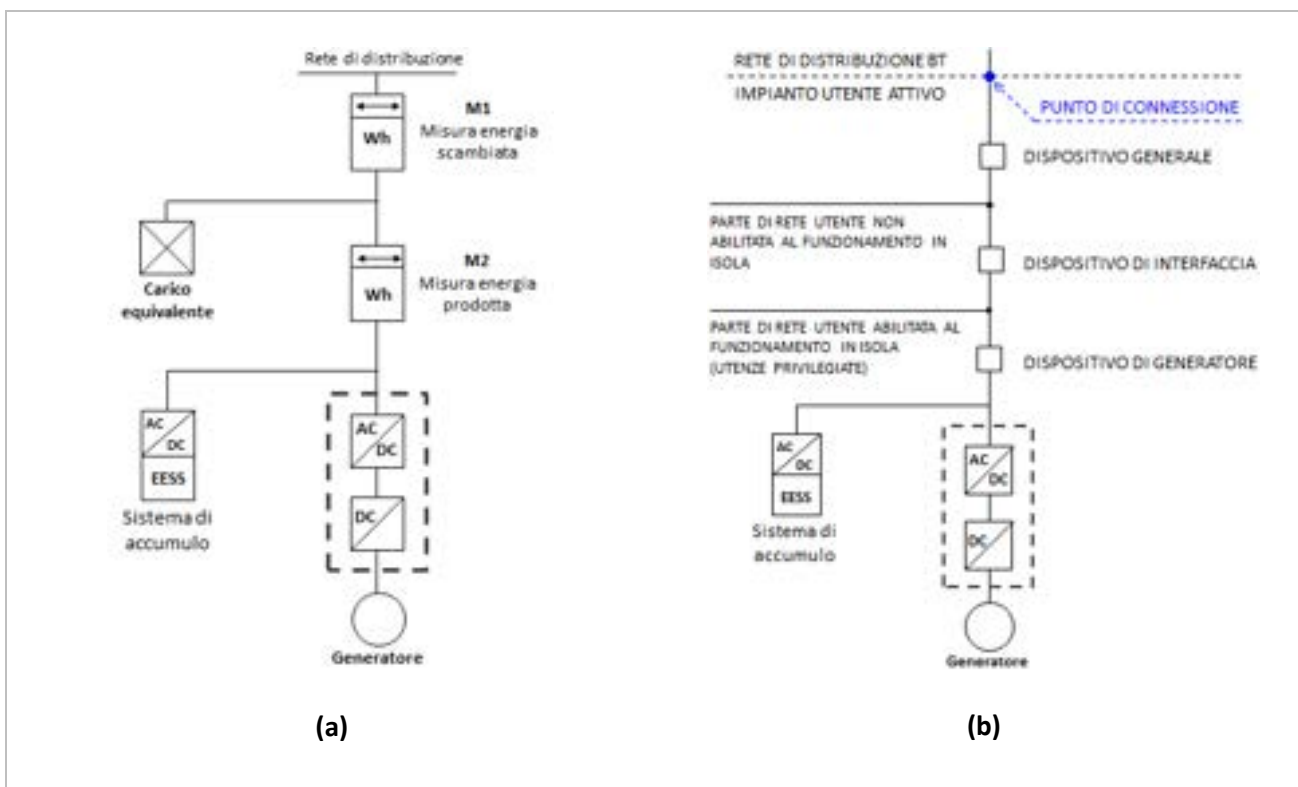 Rete di distribuzione
M1
Misura energia
scambiata
Wh
Carico
equivalente
M2
Misura energia
prodotta
Wh
AC
DC
EESS
Sistema di
accumulo
AC
DC
DC
Generatore
(a)
RETE DI DISTRIBUZIONE BT
IMPIANTO UTENTE ATTIVO
PUNTO DI CONNESSIONE
DISPOSITIVO GENERALE
PARTE DI RETE UTENTE NON
ABILITATA AL FUNZIONAMENTO IN
ISOLA
DISPOSITIVO DI INTERFACCIA
PARTE DI RETE UTENTE ABILITATA AL
FUNZIONAMENTO IN ISOLA
(UTENZE PRIVILEGIATE)
DISPOSITIVO DI GENERATORE
AC
DC
EESS
Sistema di
accumulo
AC
DC
DC
Generatore
(b)